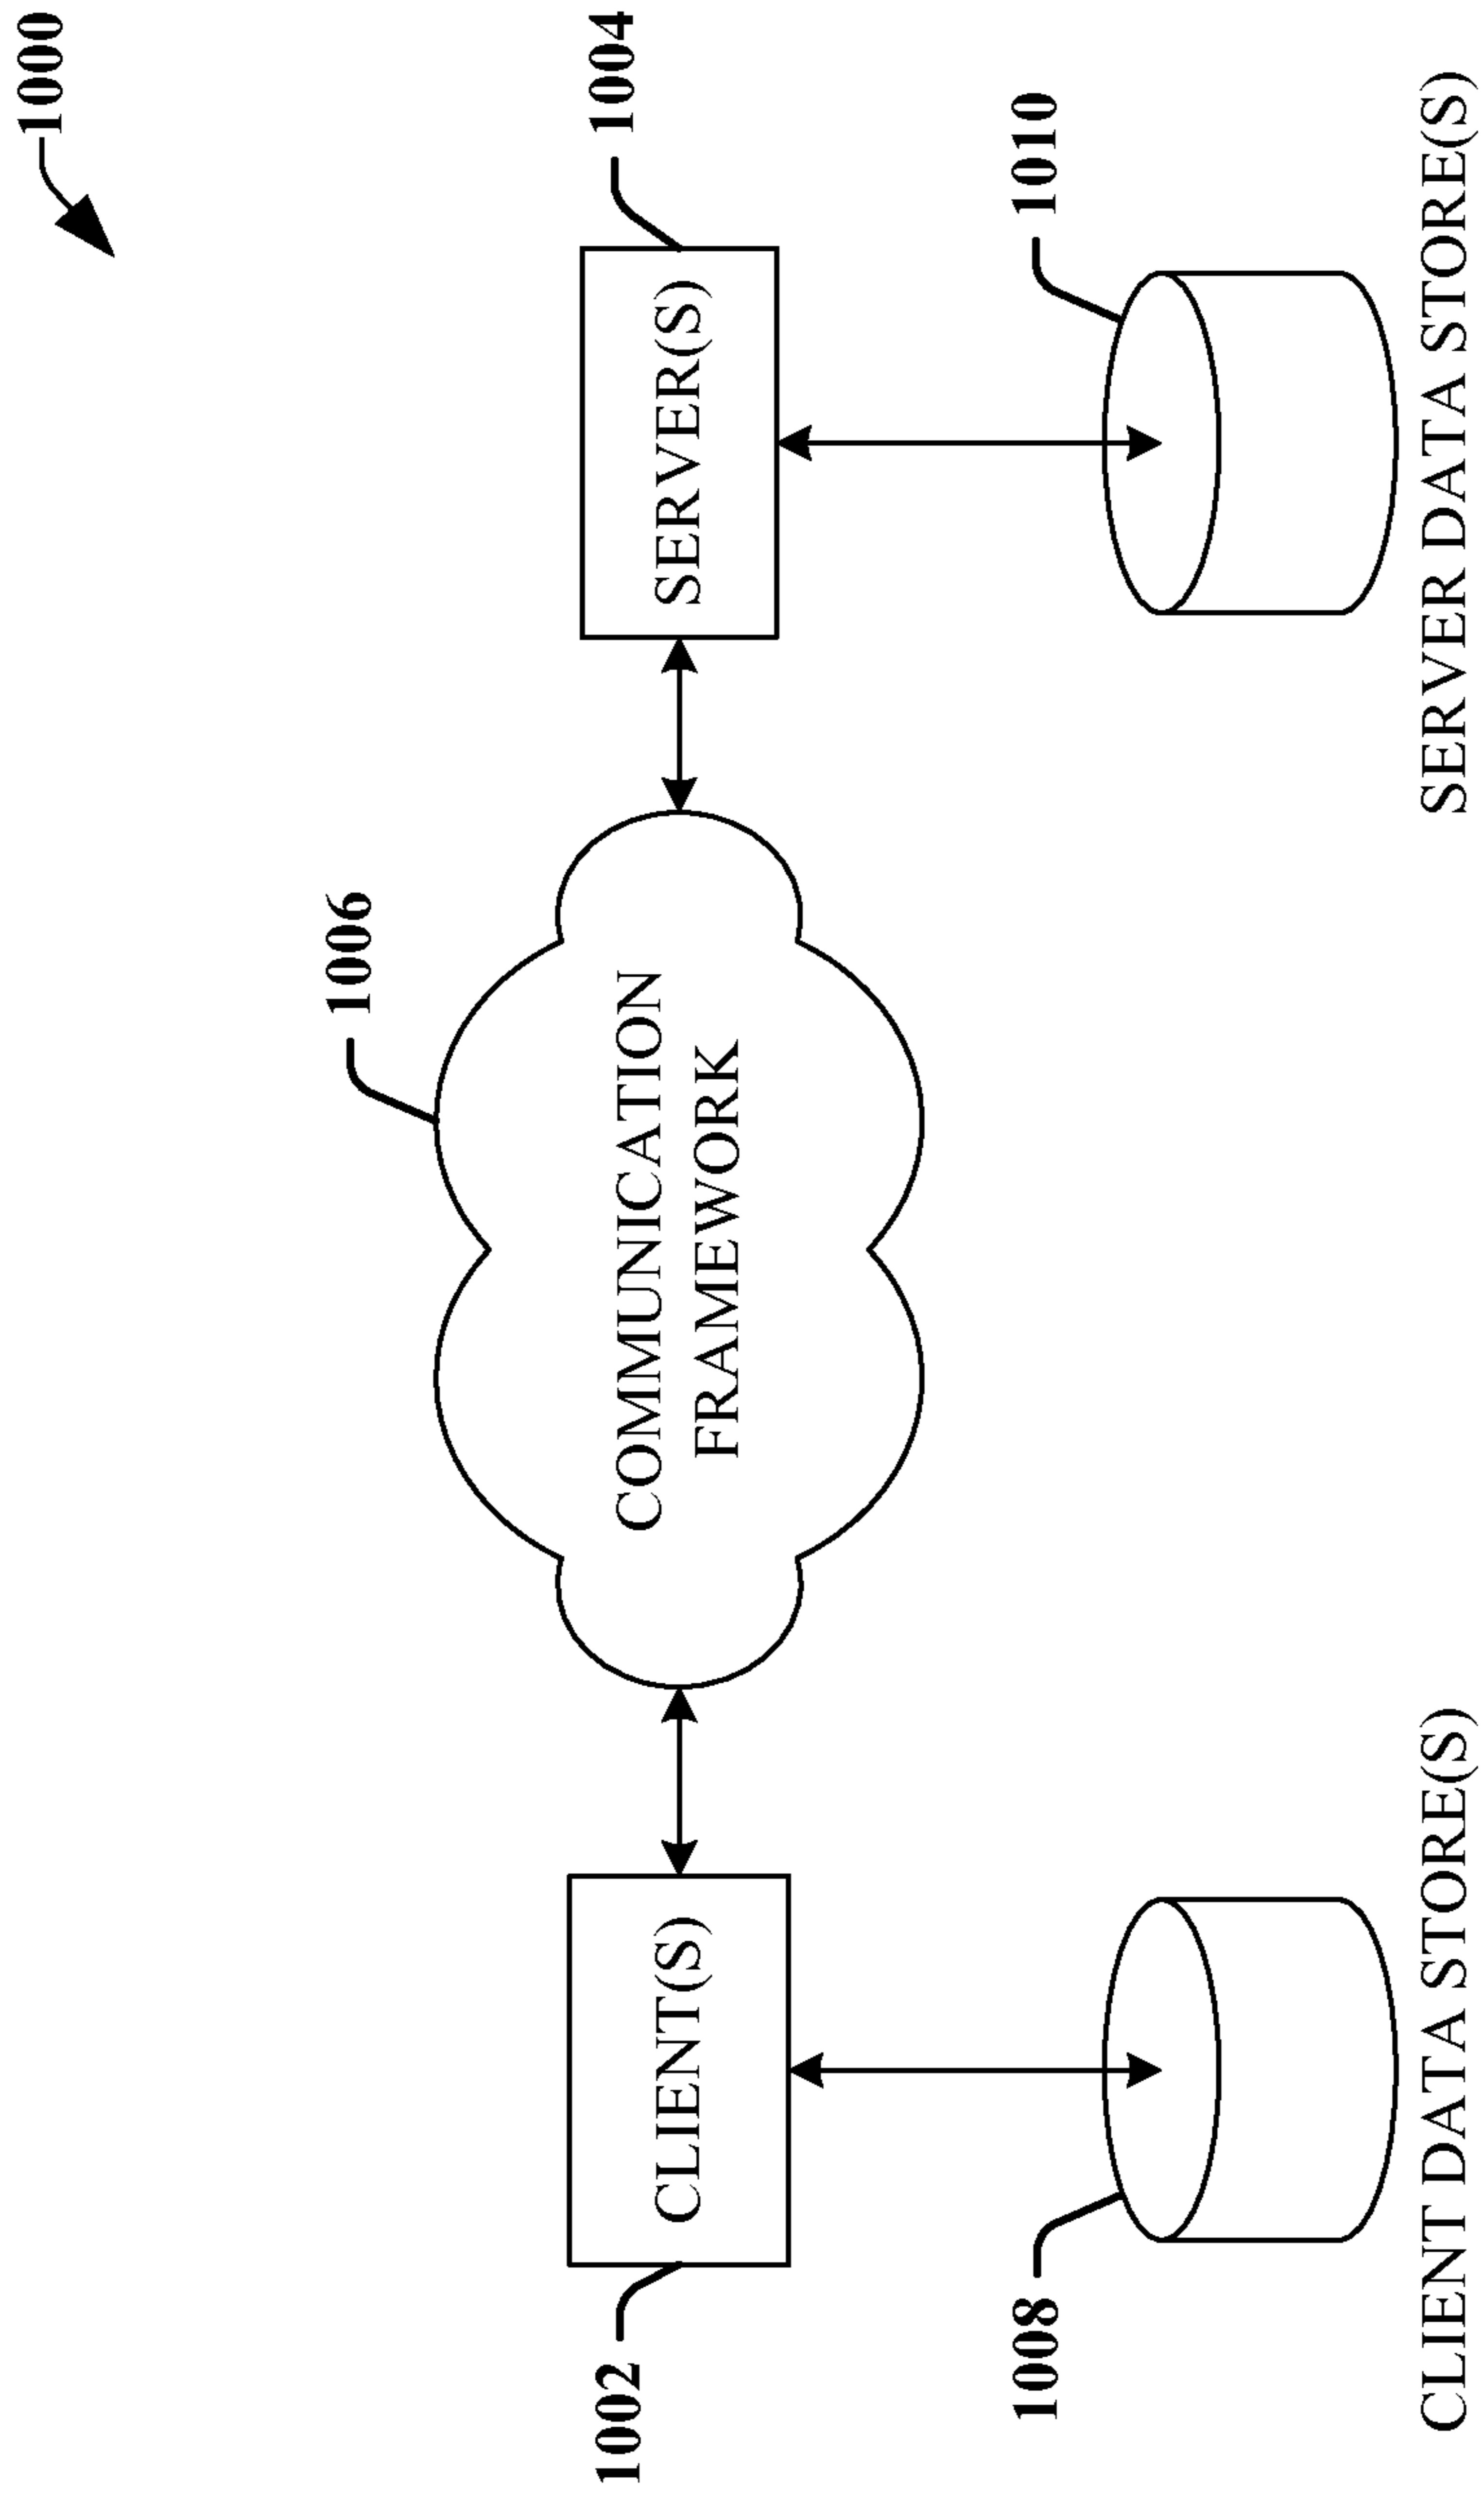 1000
1002
CLIENT(S)
1006
COMMUNICATION
FRAMEWORK
1004
SERVER(S)
1008
CLIENT DATA STORE(S)
1010
SERVER DATA STORE(S)